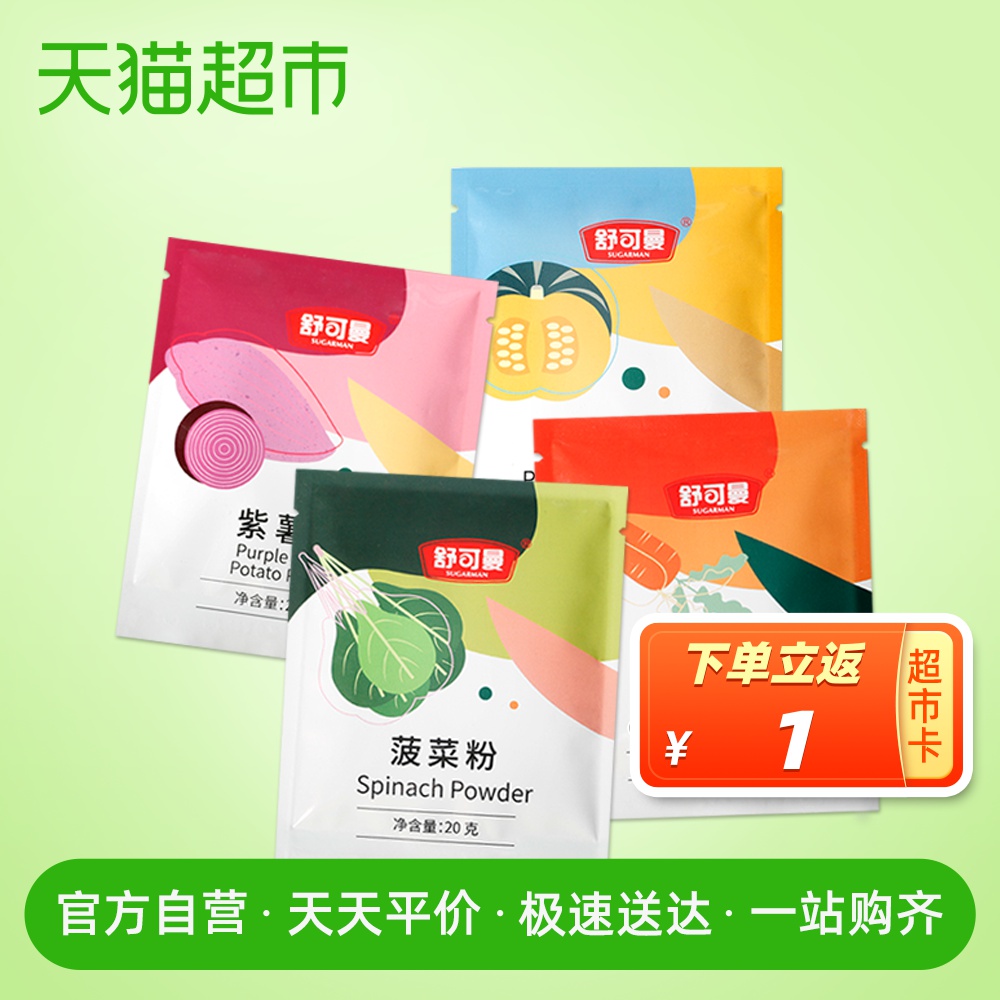 天猫超市
舒可曼
SUGARMAN
®
舒可曼
SUGARMAN
舒可曼
SUGARMAN
紫薯
Purple
Potato
净含量:2
舒可曼
SUGARMAN
®
菠菜粉
Spinach Powder
净含量:20 克
下单立返
¥ 1
超市卡
官方自营 · 天天平价 · 极速送达 · 一站购齐